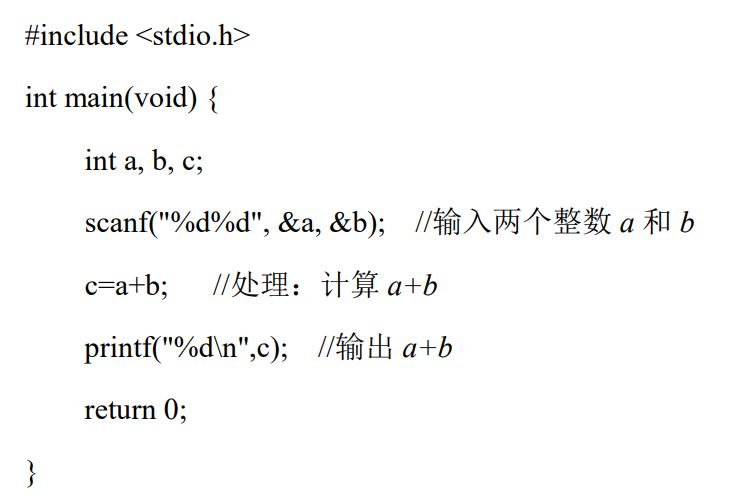 #include <stdio.h>
int main(void) {
int a, b, c;
scanf("%d%d", &a, &b); //输入两个整数 a 和 b
c=a+b; //处理：计算 a+b
printf("%d\n",c); //输出 a+b
return 0;
}